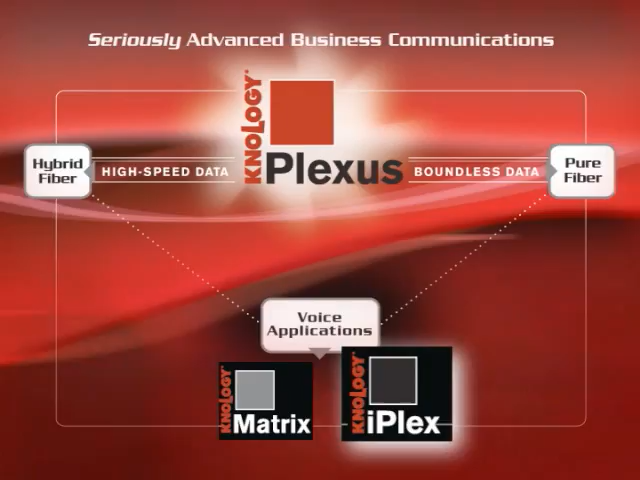 Seriously Advanced Business Communications
KNOLOGY
Plexus
Hybrid
Fiber
HIGH-SPEED DATA
BOUNDLESS DATA
Pure
Fiber
Voice
Applications
KNOLOGY
Matrix
KNOLOGY
iPlex